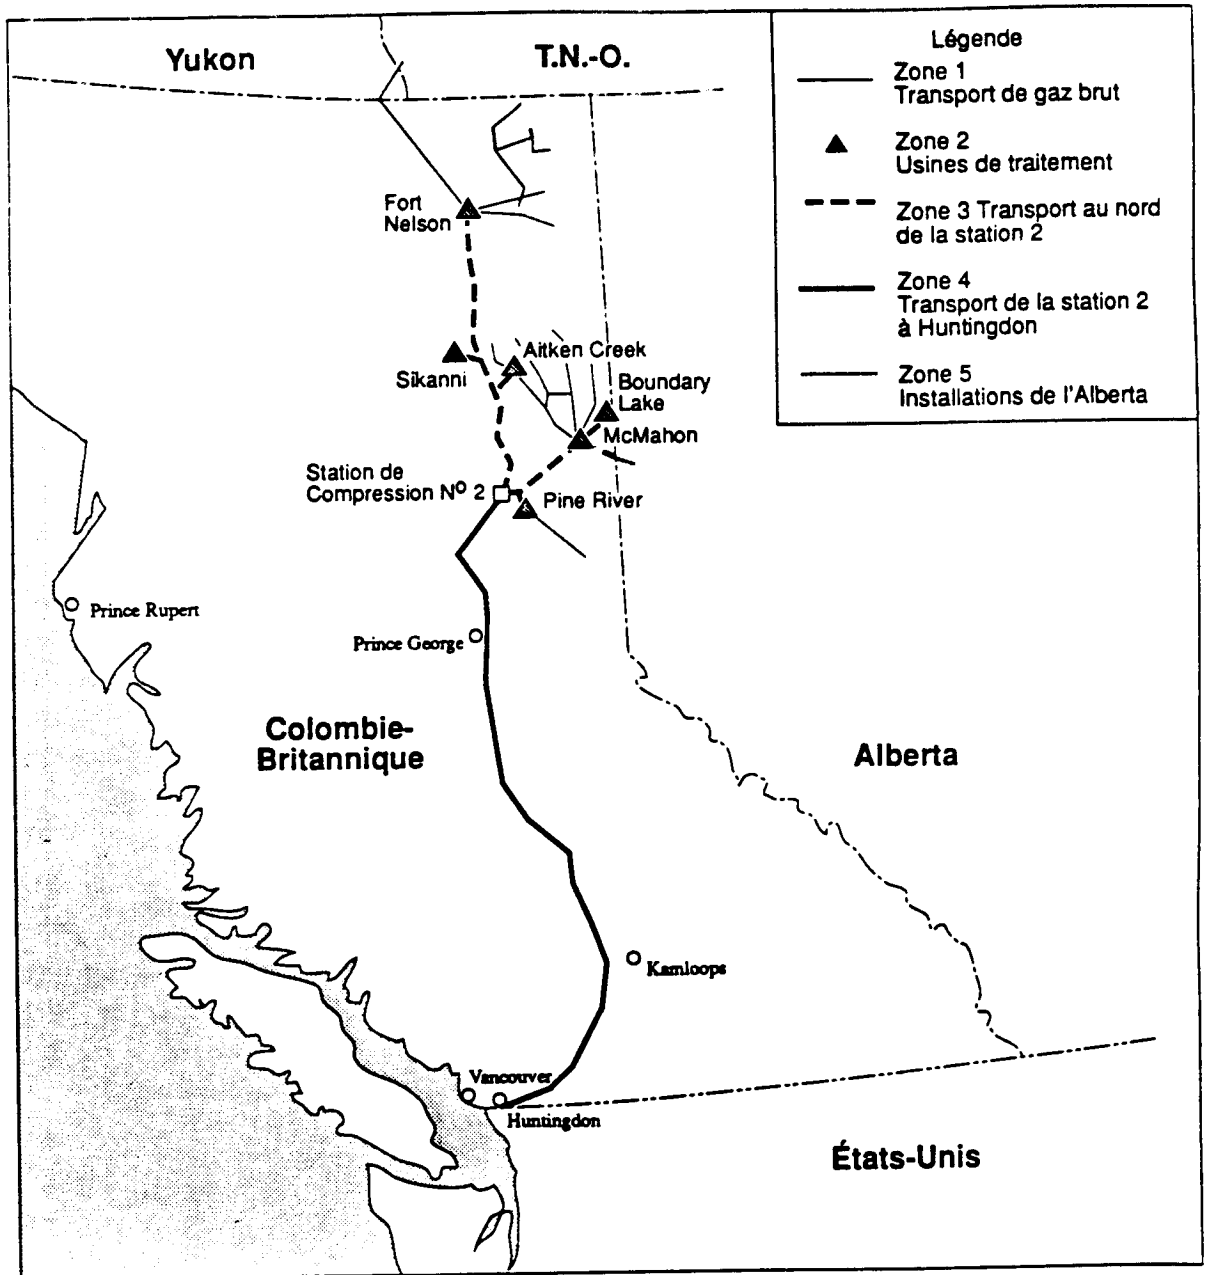 Yukon
T.N.-O.
Légende
Zone 1
Transport de gaz brut
Zone 2
Usines de traitement
Zone 3 Transport au nord
de la station 2
Zone 4
Transport de la station 2
à Huntingdon
Zone 5
Installations de l'Alberta
Fort
Nelson
Sikanni
Aitken Creek
Boundary
Lake
McMahon
Station de
Compression Nº 2
Pine River
Prince Rupert
Prince George
Colombie-
Britannique
Alberta
Kamloops
Vancouver
Huntingdon
États-Unis